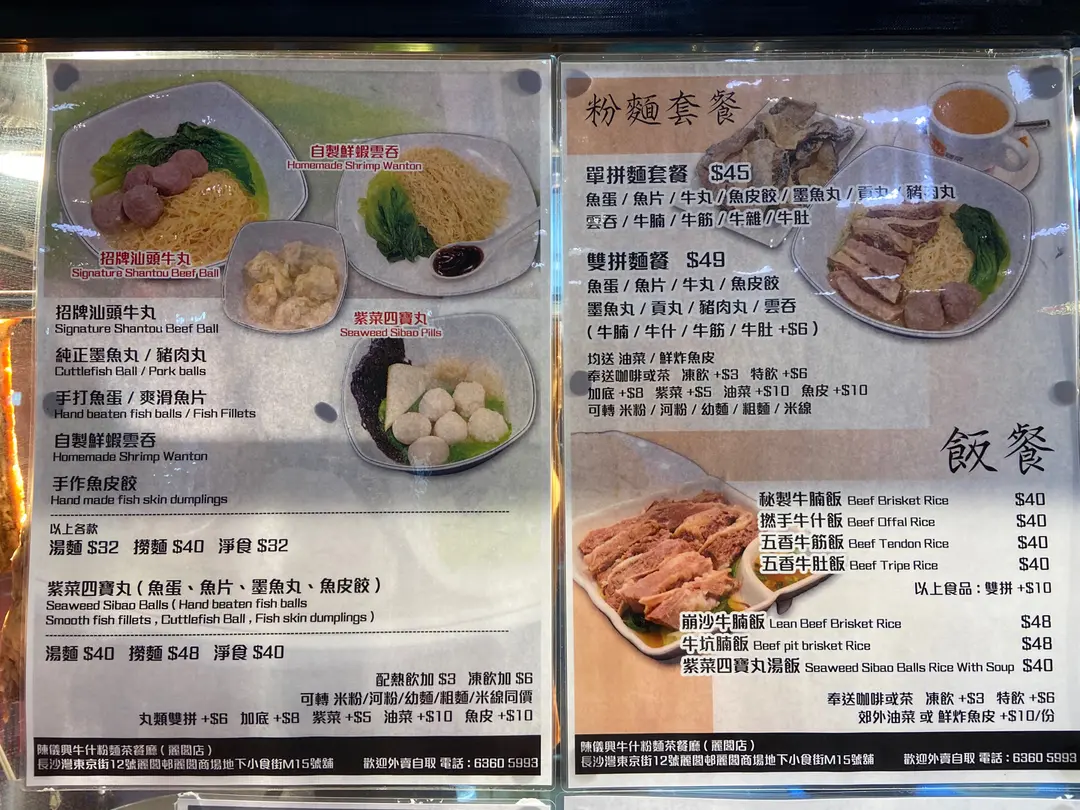 自製鮮蝦雲吞
Homemade Shrimp Wanton
招牌汕頭牛丸
Signature Shantou Beef Ball
紫菜四寶丸
Seaweed Sibao Pills
招牌汕頭牛丸
Signature Shantou Beef Ball
純正墨魚丸 / 豬肉丸
Cuttlefish Ball / Pork balls
手打魚蛋 / 爽滑魚片
Hand beaten fish balls / Fish Fillets
自製鮮蝦雲吞
Homemade Shrimp Wanton
手作魚皮餃
Hand made fish skin dumplings
以上各款
湯麵 $32 撈麵 $40 淨食 $32
紫菜四寶丸 ( 魚蛋、魚片、墨魚丸、魚皮餃 )
Seaweed Sibao Balls ( Hand beaten fish balls
Smooth fish fillets , Cuttlefish Ball , Fish skin dumplings )
湯麵 $40 撈麵 $48 淨食 $40
配熱飲加 $3 凍飲加 $6
可轉 米粉/河粉/幼麵/粗麵/米線同價
丸類雙拼 +$6 加底 +$8 紫菜 +$5 油菜 +$10 魚皮 +$10
陳儀興牛什粉麵茶餐廳 ( 麗閣店 )
長沙灣東京街12號麗閣邨麗閣商場地下小食街M15號舖 歡迎外賣自取 電話 : 6360 5993
粉麵套餐
單拼麵套餐 $45
魚蛋 / 魚片 / 牛丸 / 魚皮餃 / 墨魚丸 / 貢丸 / 豬肉丸
雲吞 / 牛腩 / 牛筋 / 牛雜 / 牛肚
雙拼麵餐 $49
魚蛋 / 魚片 / 牛丸 / 魚皮餃
墨魚丸 / 貢丸 / 豬肉丸 / 雲吞
( 牛腩 / 牛什 / 牛筋 / 牛肚 +$6 )
均送 油菜 / 鮮炸魚皮
奉送咖啡或茶 凍飲 +$3 特飲 +$6
加底 +$8 紫菜 +$5 油菜 +$10 魚皮 +$10
可轉 米粉 / 河粉 / 幼麵 / 粗麵 / 米線
飯餐
秘製牛腩飯 Beef Brisket Rice $40
撚手牛什飯 Beef Offal Rice $40
五香牛筋飯 Beef Tendon Rice $40
五香牛肚飯 Beef Tripe Rice $40
以上食品 : 雙拼 +$10
崩沙牛腩飯 Lean Beef Brisket Rice $48
牛坑腩飯 Beef pit brisket Rice $48
紫菜四寶丸湯飯 Seaweed Sibao Balls Rice With Soup $40
奉送咖啡或茶 凍飲 +$3 特飲 +$6
郊外油菜 或 鮮炸魚皮 +$10/份
陳儀興牛什粉麵茶餐廳 ( 麗閣店 )
長沙灣東京街12號麗閣邨麗閣商場地下小食街M15號舖 歡迎外賣自取 電話 : 6360 5993